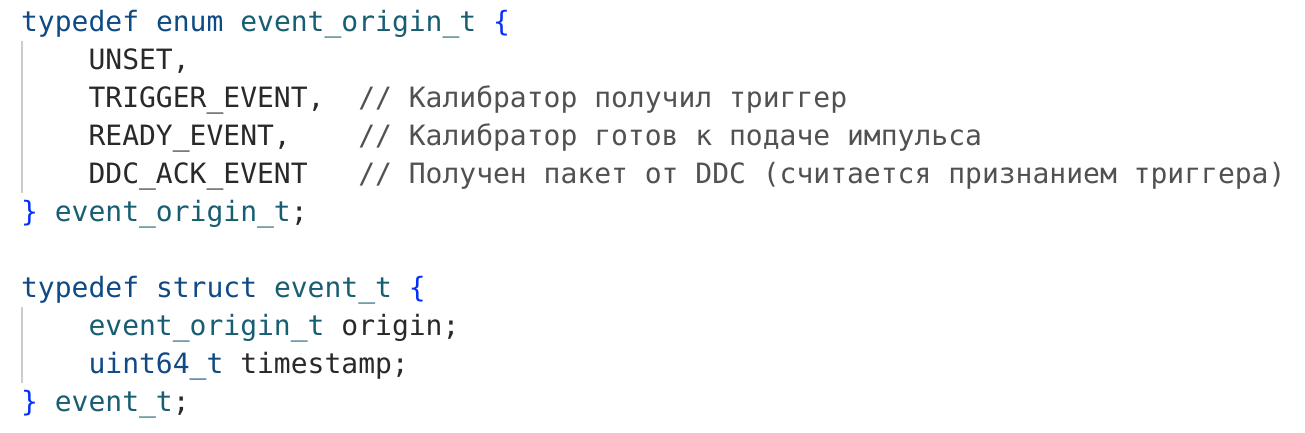 typedef enum event_origin_t {
    UNSET,
    TRIGGER_EVENT,  // Калибратор получил триггер
    READY_EVENT,    // Калибратор готов к подаче импульса
    DDC_ACK_EVENT   // Получен пакет от DDC (считается признанием триггера)
} event_origin_t;

typedef struct event_t {
    event_origin_t origin;
    uint64_t timestamp;
} event_t;